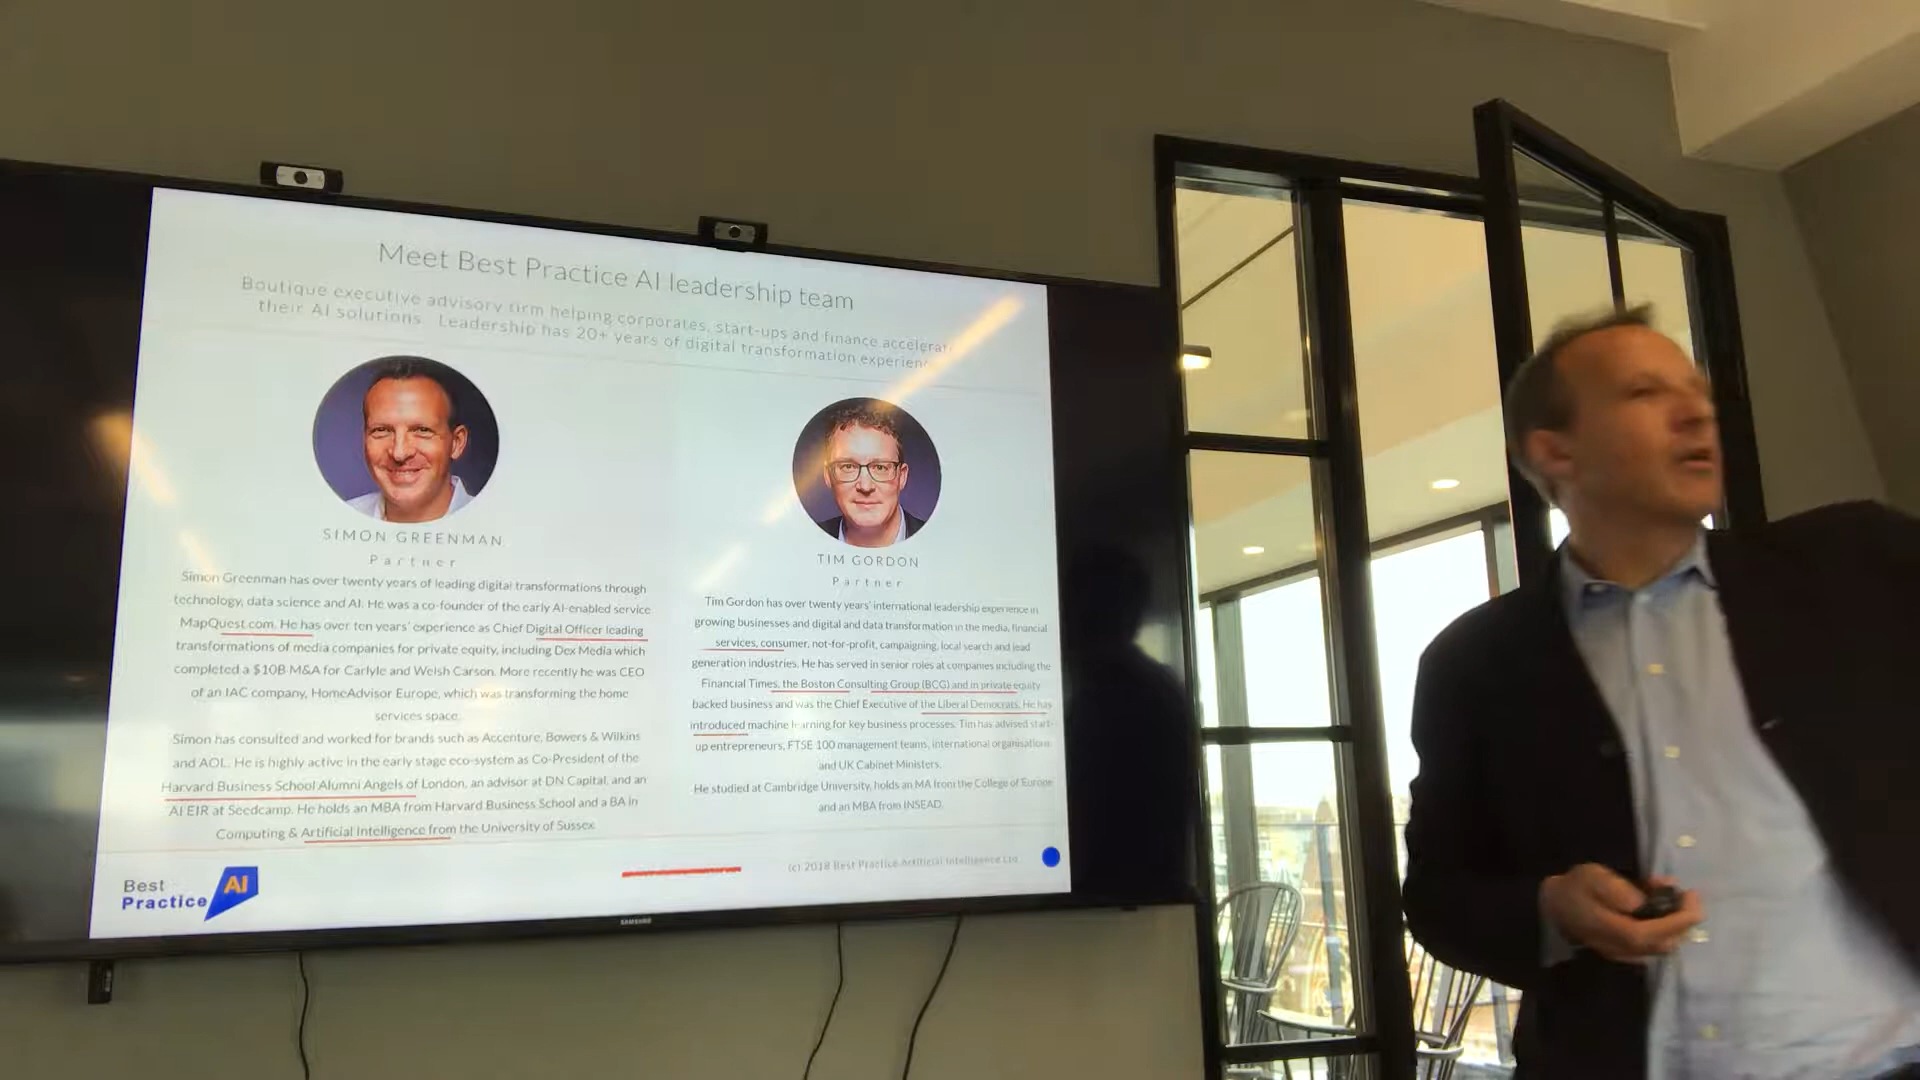 Meet Best Practice AI leadership team
Boutique executive advisory firm helping corporates, start-ups and finance accelerat
their AI solutions. Leadership has 20+ years of digital transformation experien
SIMON GREENMAN
Partner
Simon Greenman has over twenty years of leading digital transformations through
technology, data science and AI. He was a co-founder of the early AI-enabled service
MapQuest.com. He has over ten years' experience as Chief Digital Officer leading
transformations of media companies for private equity, including Dex Media which
completed a $10B M&A for Carlyle and Welsh Carson. More recently he was CEO
of an IAC company, HomeAdvisor Europe, which was transforming the home
services space.
Simon has consulted and worked for brands such as Accenture, Bowers & Wilkins
and AOL. He is highly active in the early stage eco-system as Co-President of the
Harvard Business School Alumni Angels of London, an advisor at DN Capital, and an
AI EIR at Seedcamp. He holds an MBA from Harvard Business School and a BA in
Computing & Artificial Intelligence from the University of Sussex
TIM GORDON
Partner
Tim Gordon has over twenty years' international leadership experience in
growing businesses and digital and data transformation in the media, financial
services, consumer, not-for-profit, campaigning, local search and lead
generation industries. He has served in senior roles at companies including the
Financial Times, the Boston Consulting Group (BCG) and in private equity
backed business and was the Chief Executive of the Liberal Democrats. He has
introduced machine learning for key business processes. Tim has advised start-
up entrepreneurs, FTSE 100 management teams, international organisations
and UK Cabinet Ministers.
He studied at Cambridge University, holds an MA from the College of Europe
and an MBA from INSEAD.
Best
Practice AI
(c) 2018 Best Practice Artificial Intelligence Ltd.
SAMSUNG